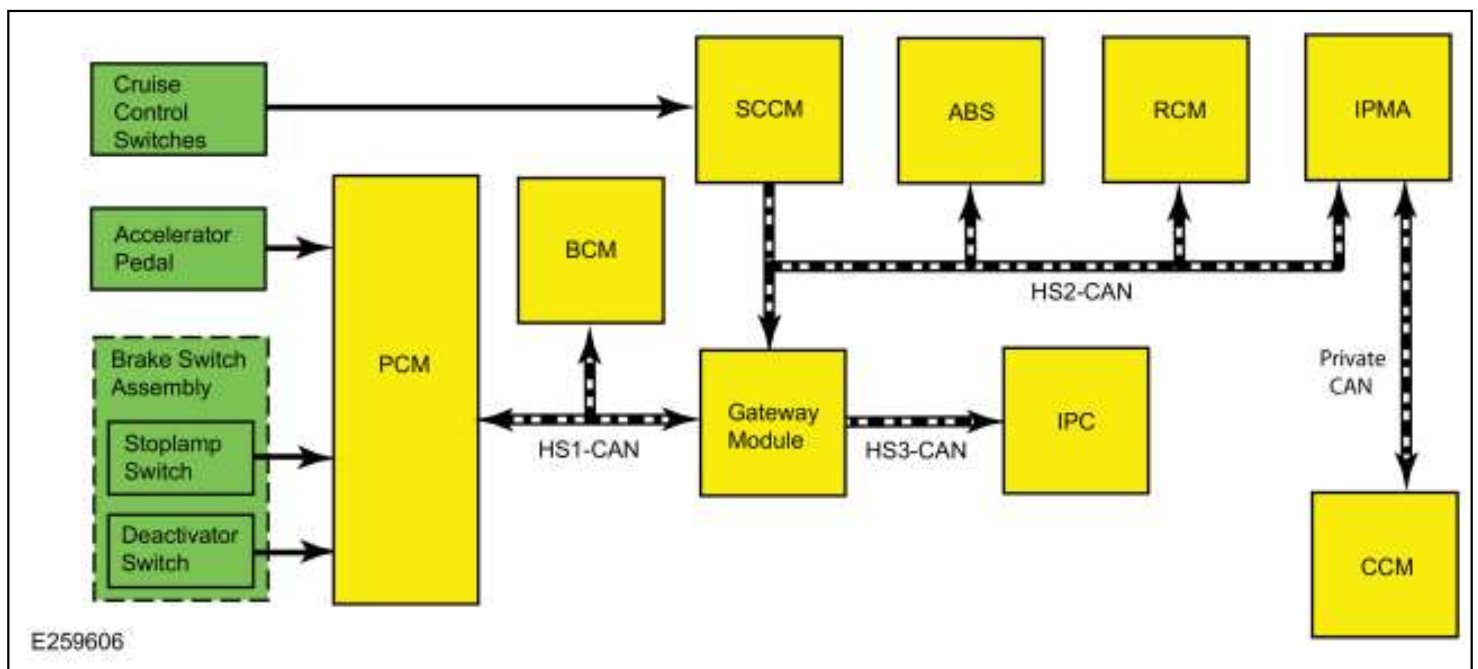 Cruise
Control
Switches
SCCM
ABS
RCM
IPMA
Accelerator
Pedal
PCM
BCM
HS2-CAN
Brake Switch
Assembly
Stoplamp
Switch
Deactivator
Switch
HS1-CAN
Gateway
Module
HS3-CAN
IPC
Private
CAN
CCM
E259606